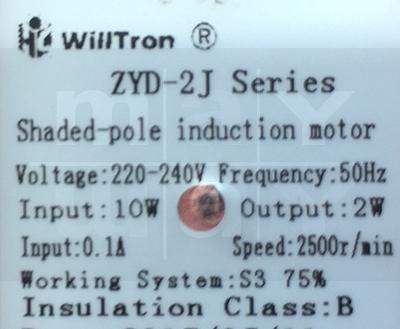 WillTron ®
ZYD-2J Series
Shaded-pole induction motor
Voltage:220-240V Frequency:50Hz
Input:10W Output:2W
Input:0.1A Speed:2500r/min
Working System:S3 75%
Insulation Class:B